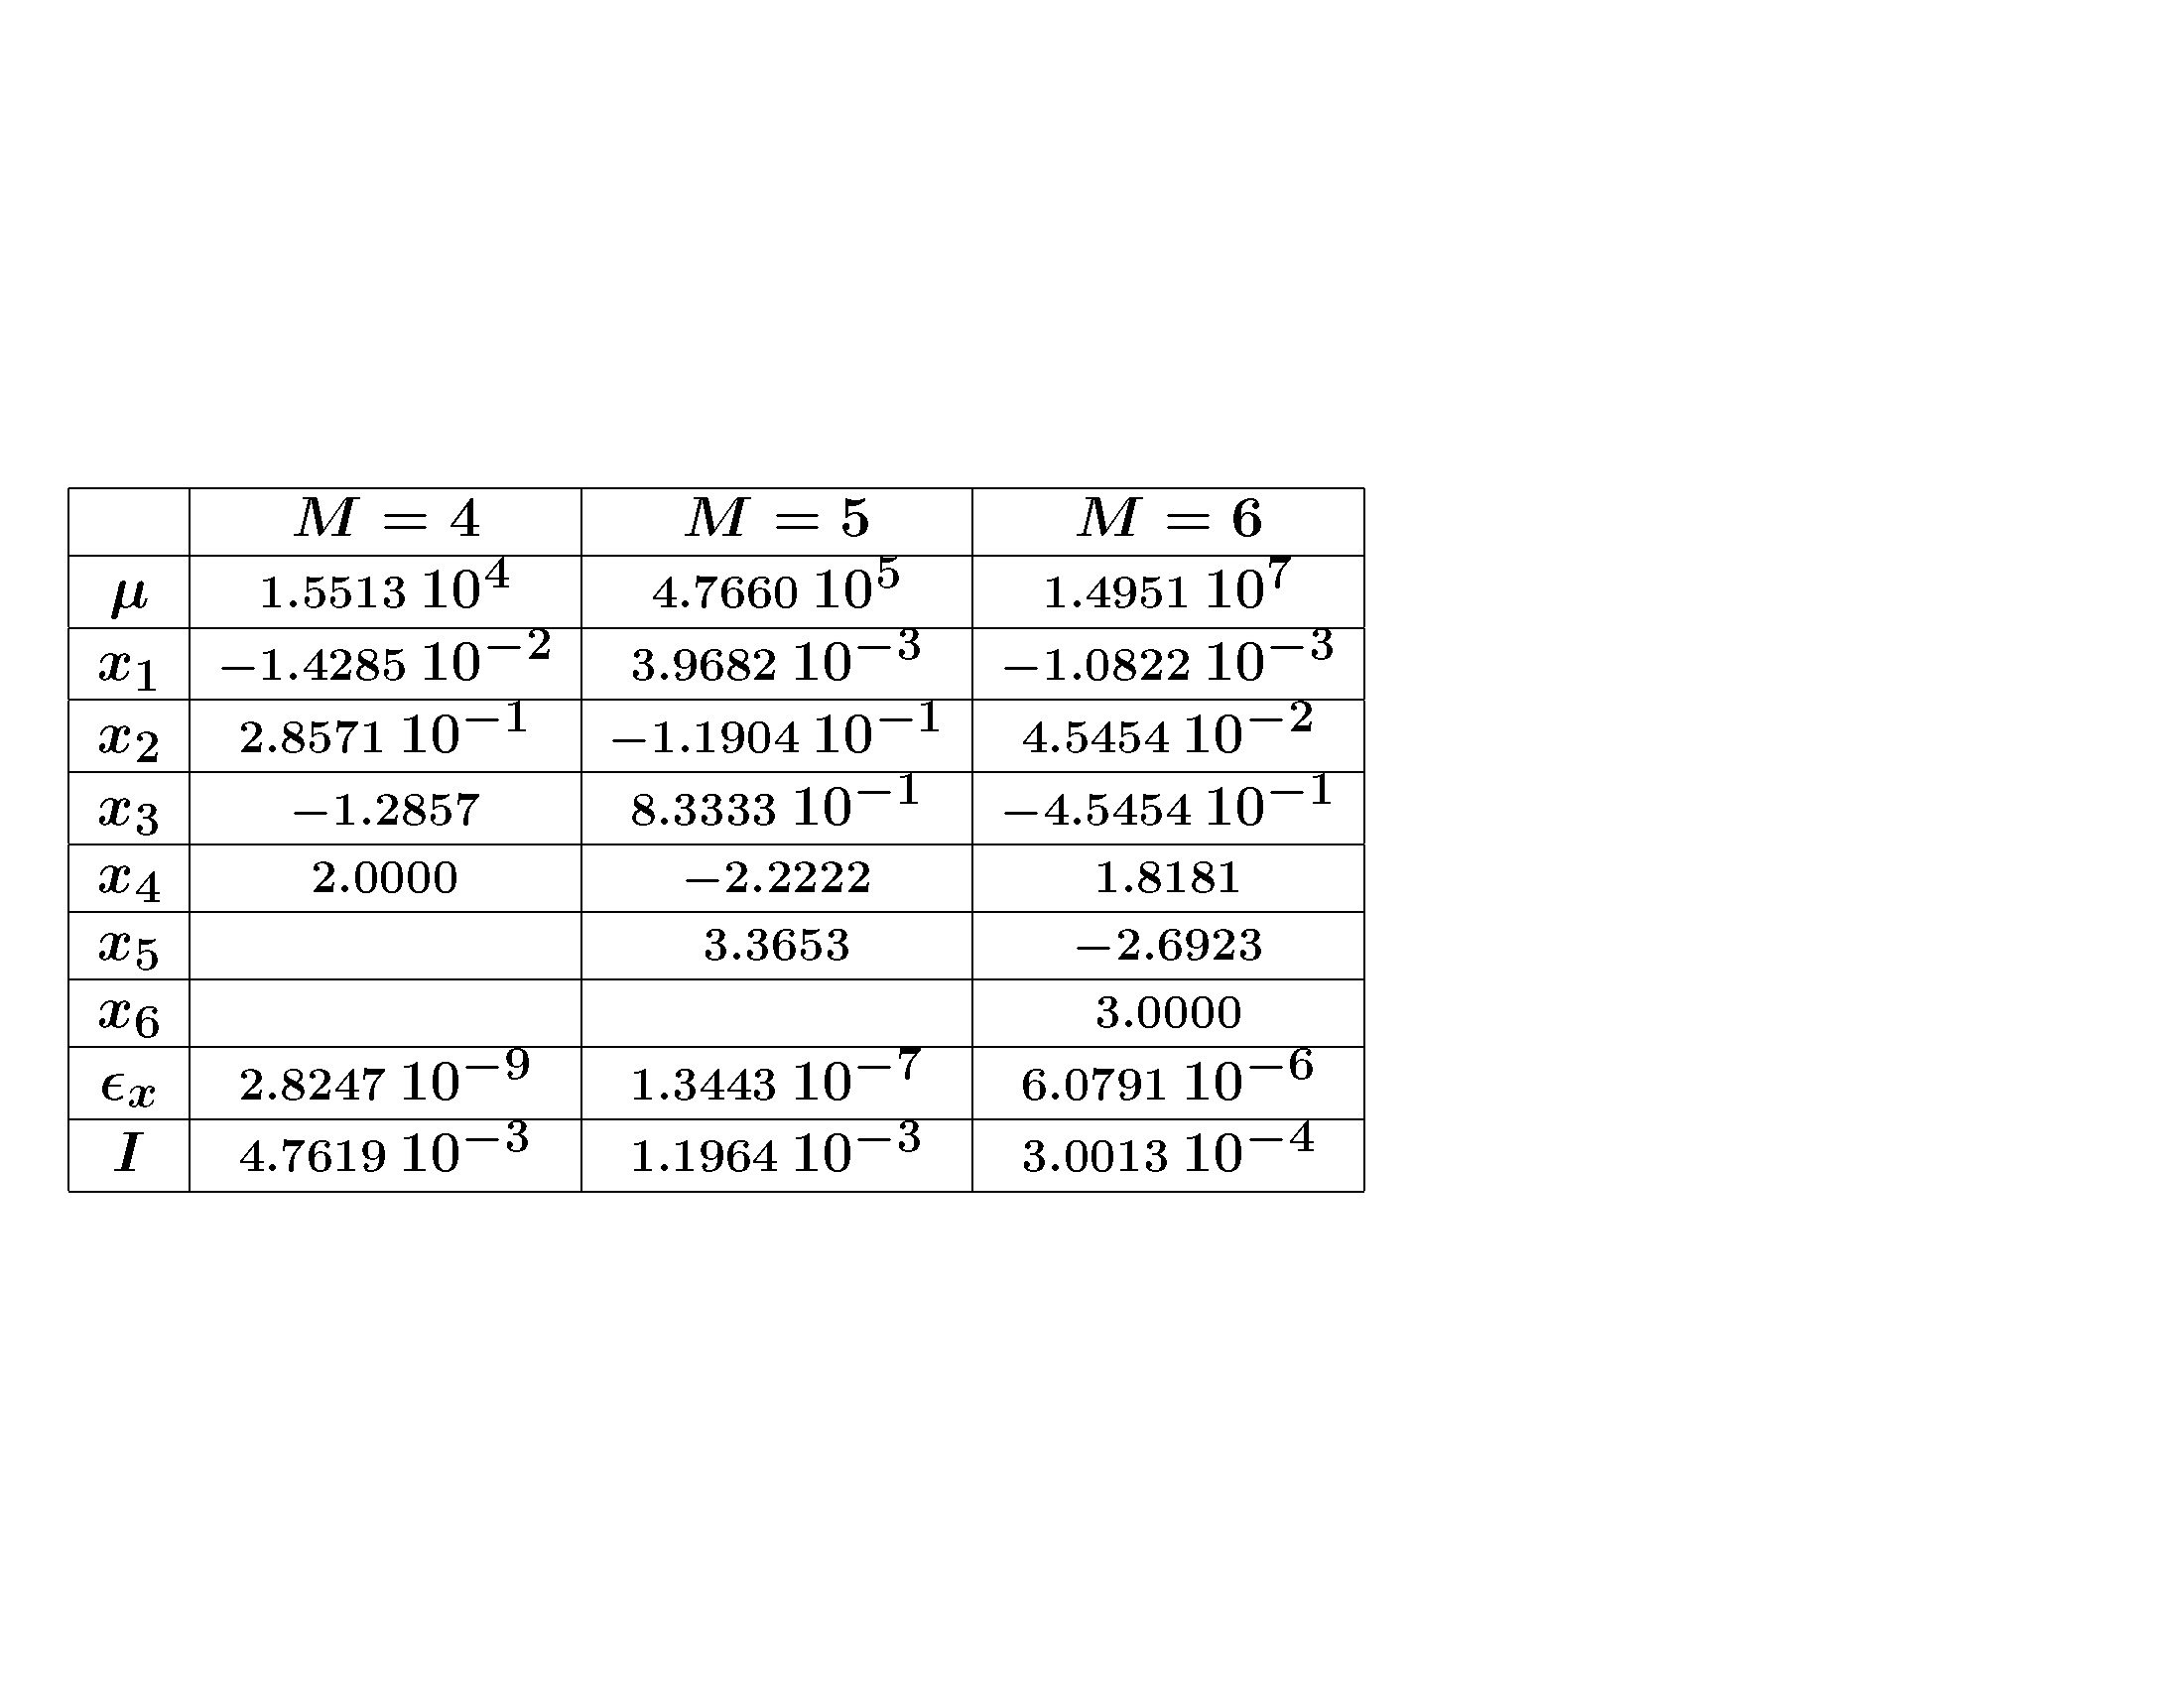 M = 4 M = 5 M = 6
μ 1.5513 10^4 4.7660 10^5 1.4951 10^7
x_1 −1.4285 10^−2 3.9682 10^−3 −1.0822 10^−3
x_2 2.8571 10^−1 −1.1904 10^−1 4.5454 10^−2
x_3 −1.2857 8.3333 10^−1 −4.5454 10^−1
x_4 2.0000 −2.2222 1.8181
x_5 3.3653 −2.6923
x_6 3.0000
ϵ_x 2.8247 10^−9 1.3443 10^−7 6.0791 10^−6
I 4.7619 10^−3 1.1964 10^−3 3.0013 10^−4